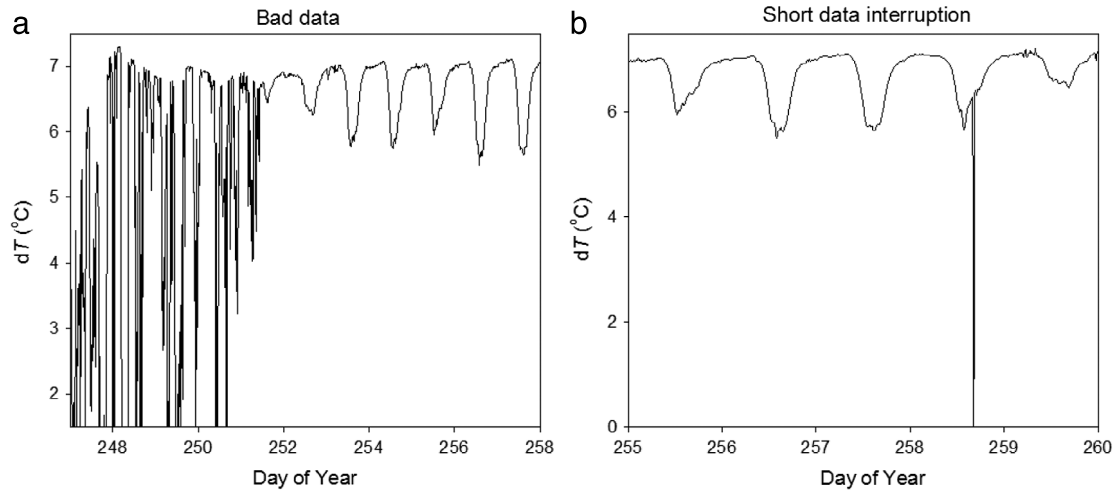 a
Bad data
7
6
5
4
3
2
dT (°C)
248 250 252 254 256 258
Day of Year
b
Short data interruption
6
4
2
0
dT (°C)
255 256 257 258 259 260
Day of Year